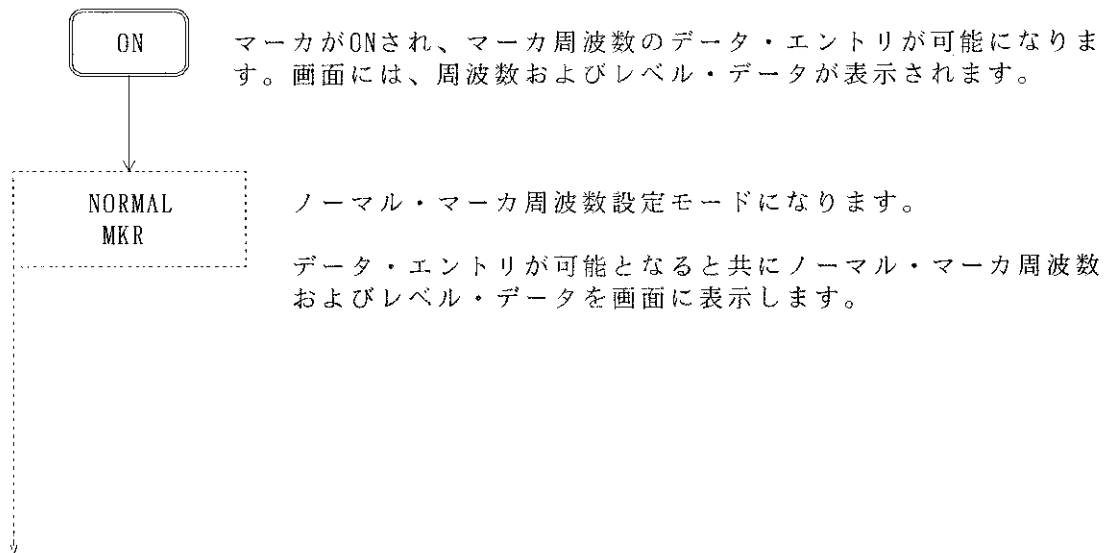 ON
マーカがONされ、マーカ周波数のデータ・エントリが可能になりま
す。画面には、周波数およびレベル・データが表示されます。
NORMAL
MKR
ノーマル・マーカ周波数設定モードになります。
データ・エントリが可能となると共にノーマル・マーカ周波数
およびレベル・データを画面に表示します。